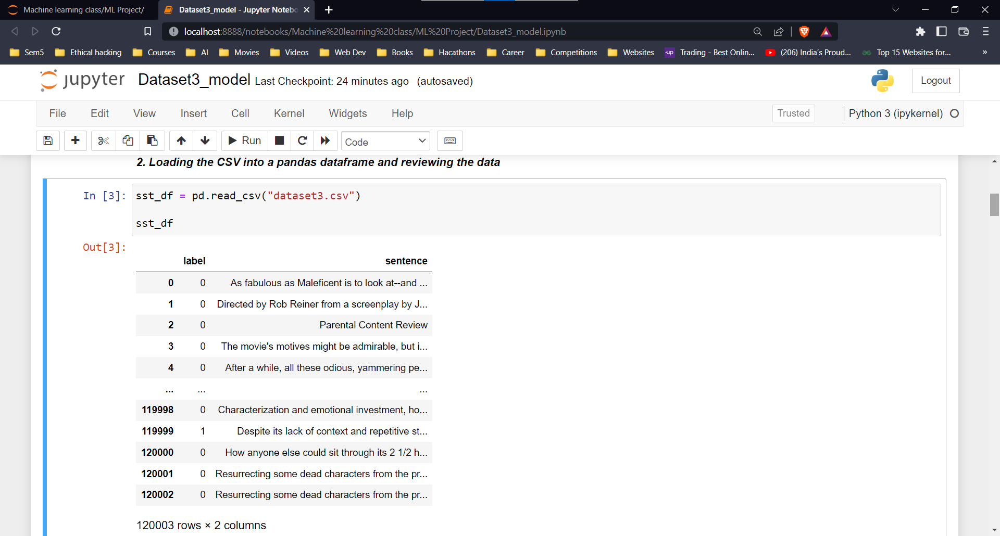 Machine learning class/ML Project/
Dataset3_model - Jupyter Notebo
localhost:8888/notebooks/Machine%20learning%20class/ML%20Project/Dataset3_model.ipynb
Sem5 Ethical hacking Courses AI Movies Videos Web Dev Books Hacathons Career Competitions Websites up Trading - Best Onlin... (206) India's Proud... Top 15 Websites for... »
jupyter Dataset3_model Last Checkpoint: 24 minutes ago (autosaved) Logout
File Edit View Insert Cell Kernel Widgets Help Trusted Python 3 (ipykernel)
Run Code
2. Loading the CSV into a pandas dataframe and reviewing the data
In [3]: sst_df = pd.read_csv("dataset3.csv")
sst_df
Out[3]:
label sentence
0 0 As fabulous as Maleficent is to look at--and ...
1 0 Directed by Rob Reiner from a screenplay by J...
2 0 Parental Content Review
3 0 The movie's motives might be admirable, but i...
4 0 After a while, all these odious, yammering pe...
... ... ...
119998 0 Characterization and emotional investment, ho...
119999 1 Despite its lack of context and repetitive st...
120000 0 How anyone else could sit through its 2 1/2 h...
120001 0 Resurrecting some dead characters from the pr...
120002 0 Resurrecting some dead characters from the pr...
120003 rows × 2 columns